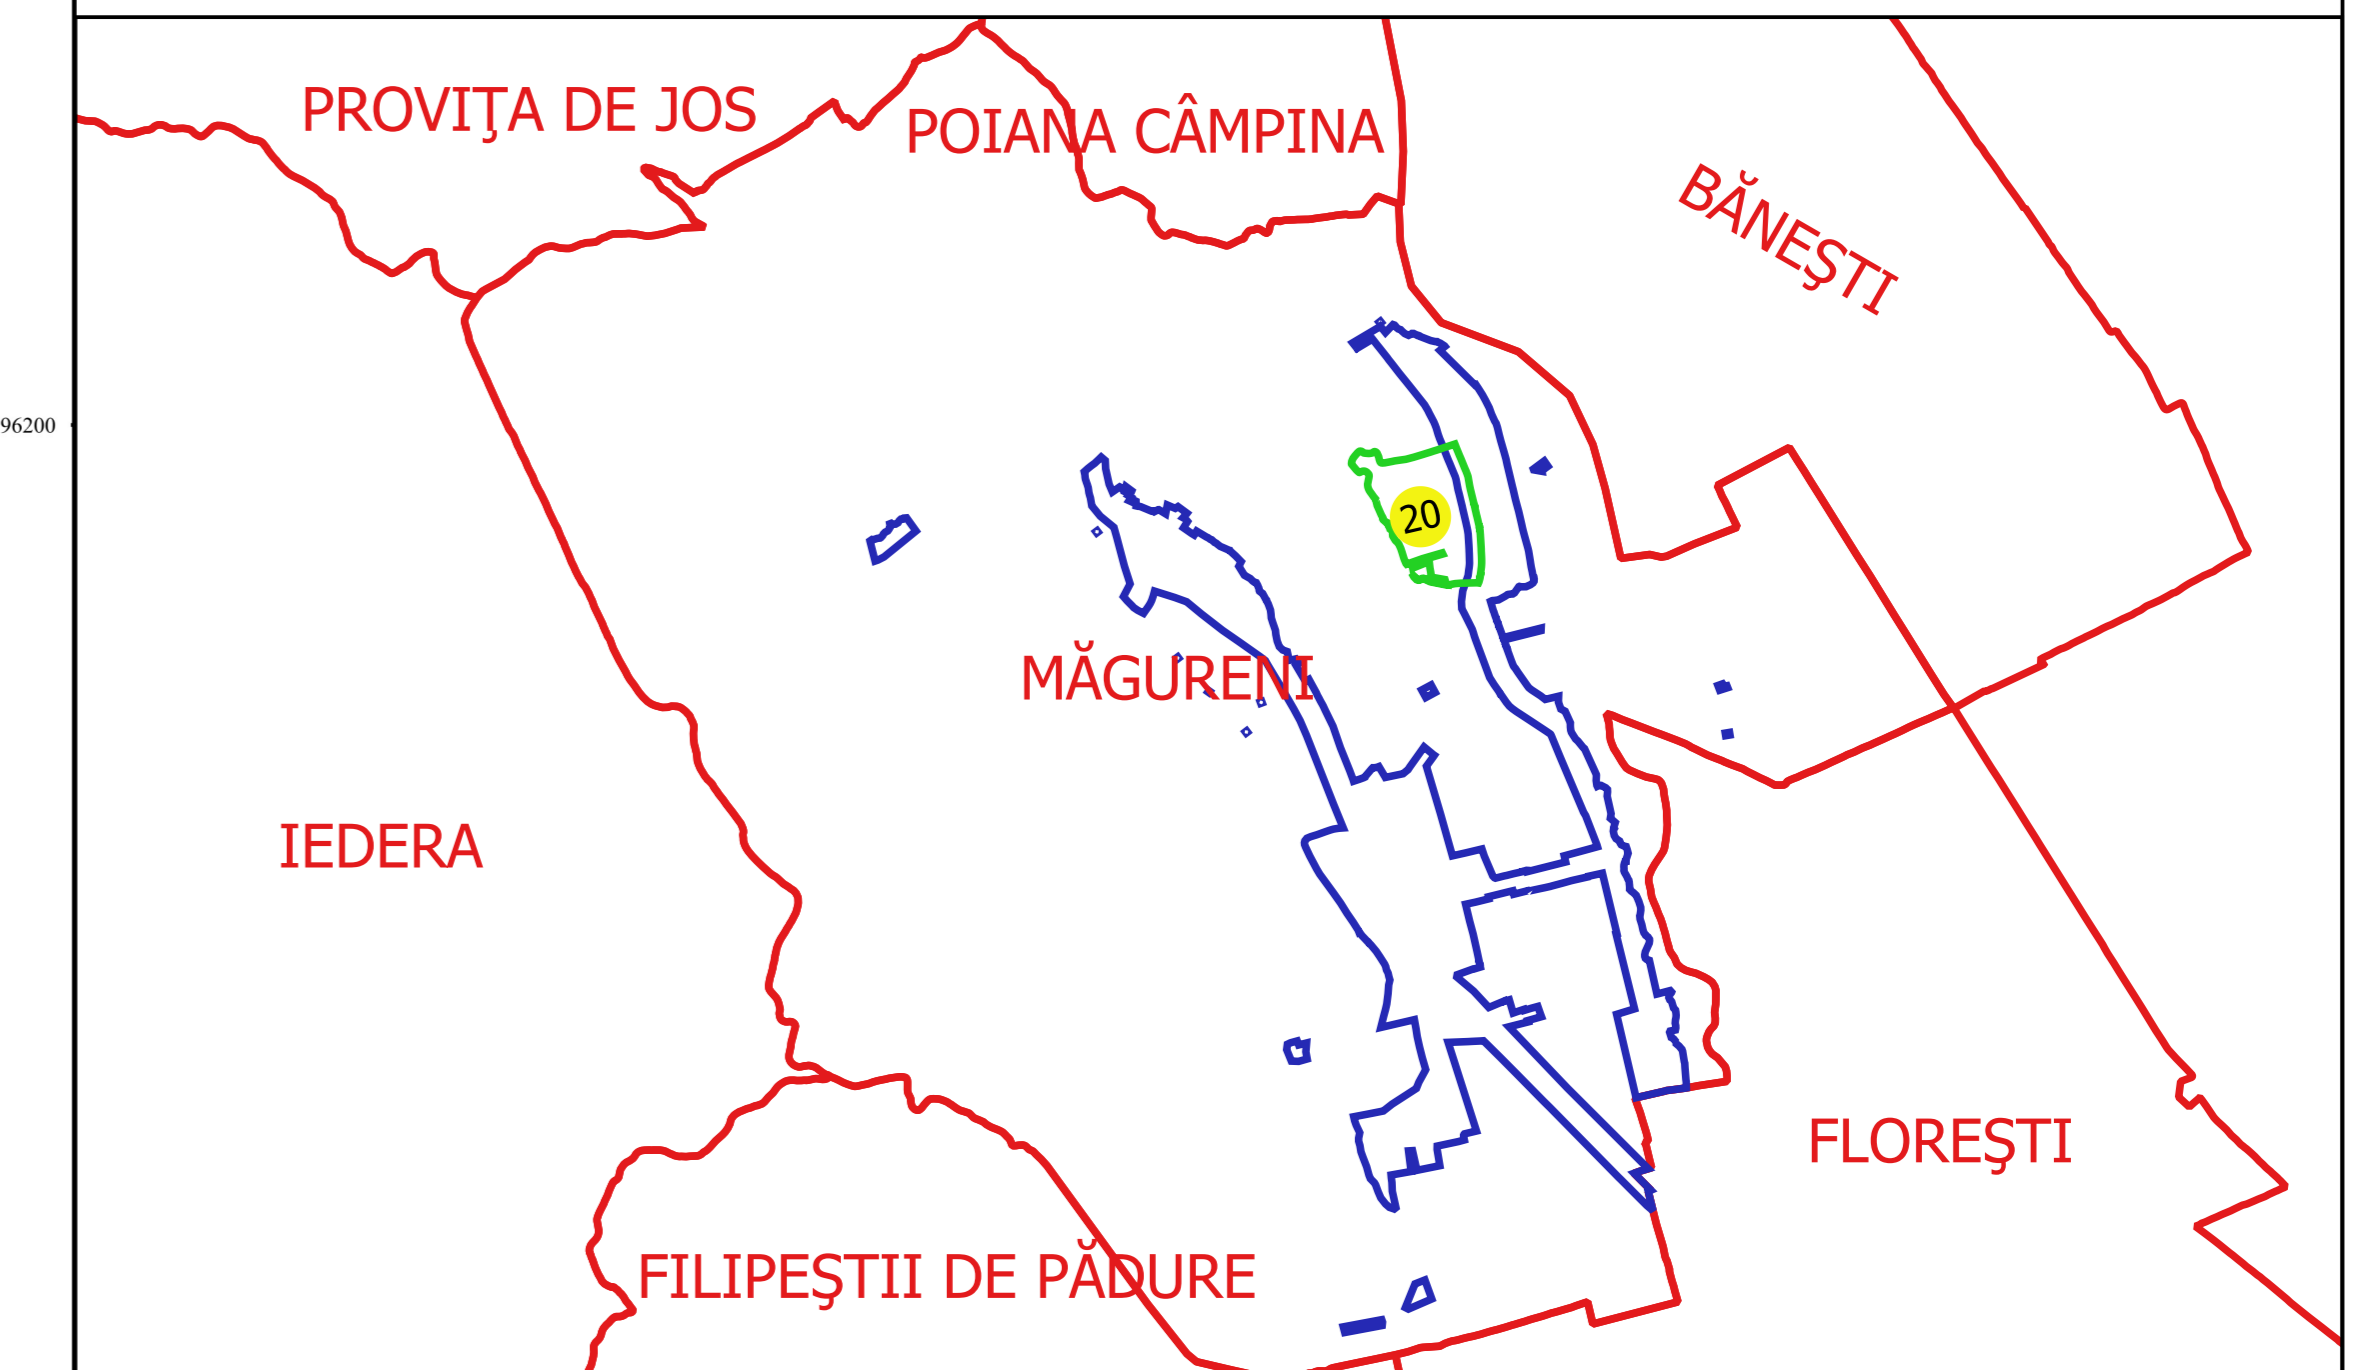 PROVIŢA DE JOS
POIANA CÂMPINA
BĂNEŞTI
96200
20
MĂGURENI
IEDERA
FLOREŞTI
FILIPEŞTII DE PĂDURE